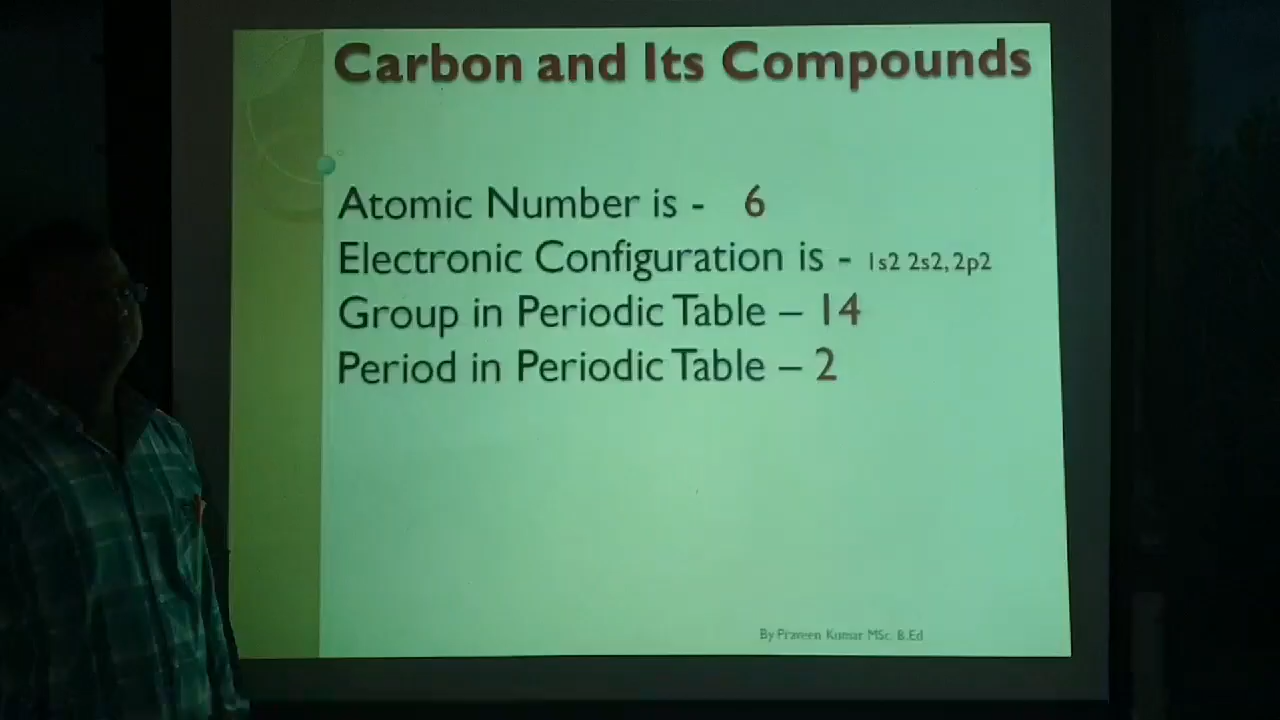 Carbon and Its Compounds
Atomic Number is - 6
Electronic Configuration is - 1s2 2s2, 2p2
Group in Periodic Table – 14
Period in Periodic Table – 2
By Praveen Kumar MSc. B.Ed